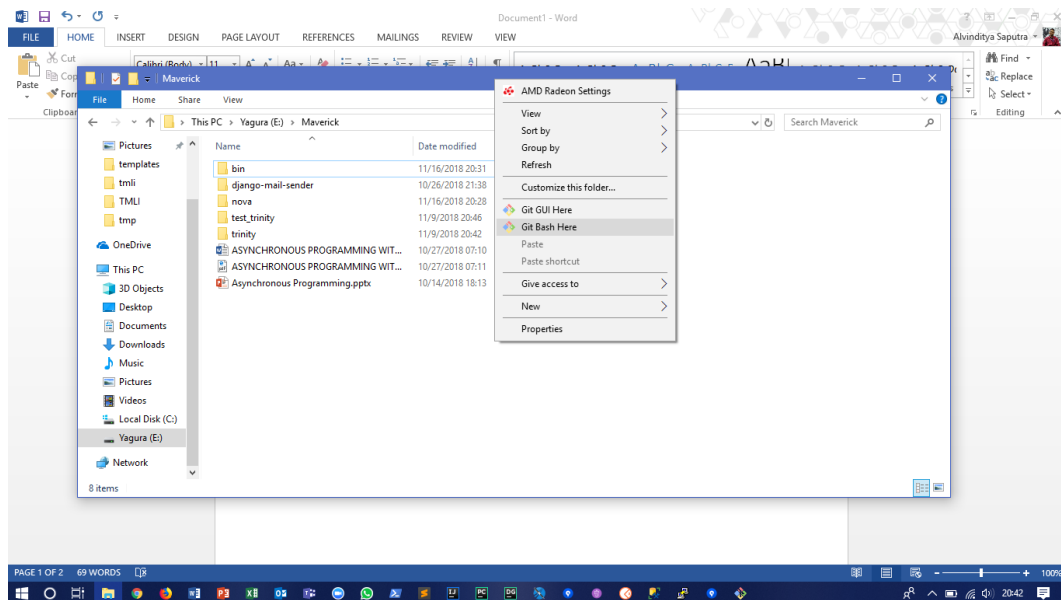 Document1 - Word
FILE HOME INSERT DESIGN PAGE LAYOUT REFERENCES MAILINGS REVIEW VIEW
Alvinditya Saputra
Cut
Paste
Calibri (Body) 11
Find
Replace
Select
Clipboar
Editing
Maverick
File Home Share View
This PC > Yagura (E:) > Maverick
Search Maverick
Pictures
templates
tmli
TMLI
tmp
OneDrive
This PC
3D Objects
Desktop
Documents
Downloads
Music
Pictures
Videos
Local Disk (C:)
Yagura (E:)
Network
Name Date modified
bin 11/16/2018 20:31
django-mail-sender 10/26/2018 21:38
nova 11/16/2018 20:28
test_trinity 11/9/2018 20:46
trinity 11/9/2018 20:42
ASYNCHRONOUS PROGRAMMING WIT... 10/27/2018 07:10
ASYNCHRONOUS PROGRAMMING WIT... 10/27/2018 07:11
Asynchronous Programming.pptx 10/14/2018 18:13
AMD Radeon Settings
View
Sort by
Group by
Refresh
Customize this folder...
Git GUI Here
Git Bash Here
Paste
Paste shortcut
Give access to
New
Properties
8 items
PAGE 1 OF 2 69 WORDS
100%
20:42